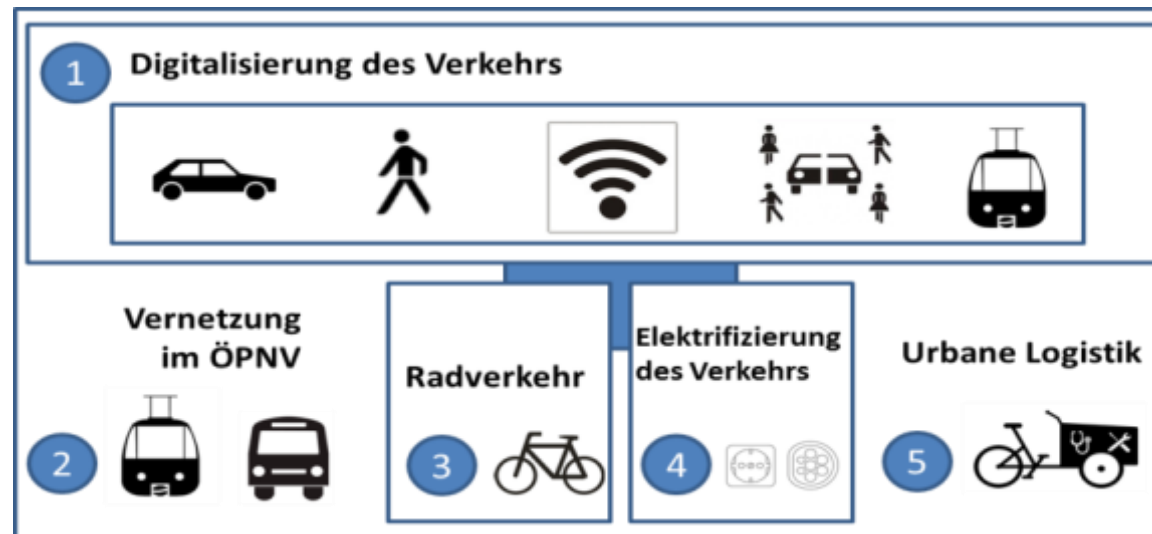 1 Digitalisierung des Verkehrs
Vernetzung
im ÖPNV
2
Radverkehr
3
Elektrifizierung
des Verkehrs
4
Urbane Logistik
5